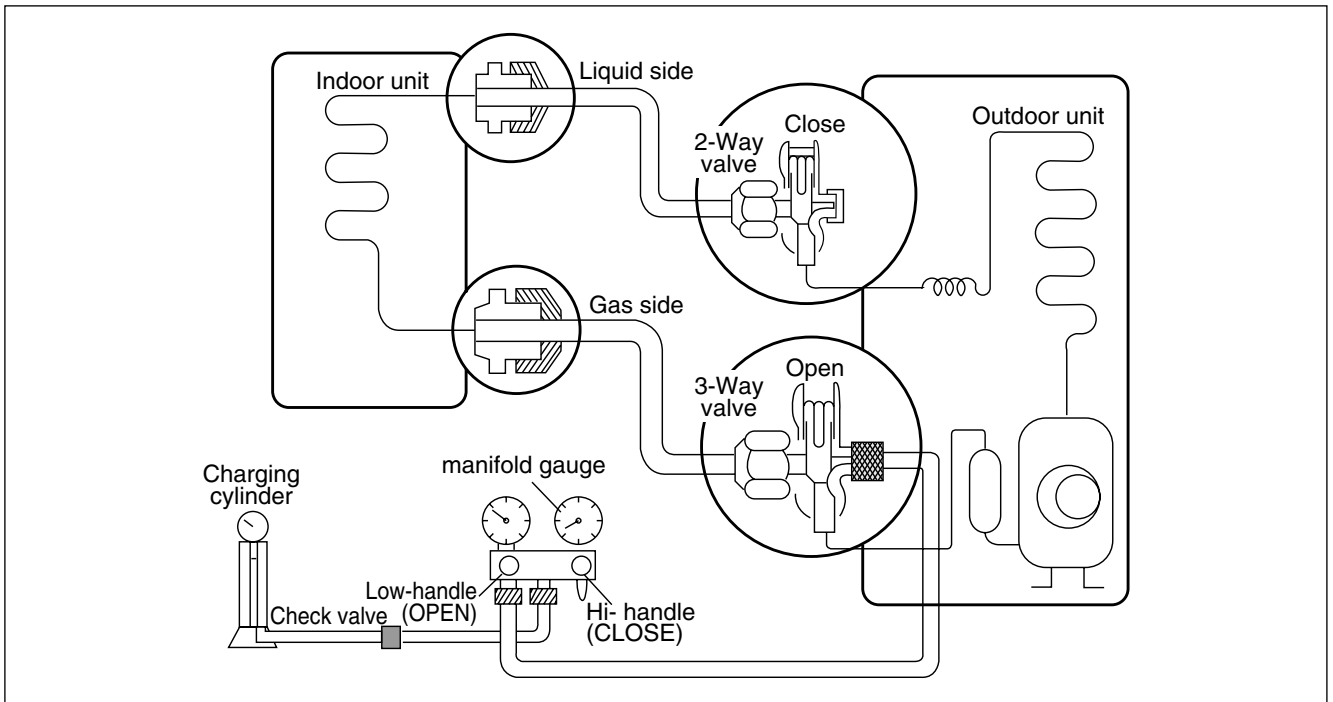 Indoor unit
Liquid side
2-Way
valve
Close
Outdoor unit
Gas side
3-Way
valve
Open
Charging
cylinder
manifold gauge
Low-handle
(OPEN)
Check valve
Hi- handle
(CLOSE)